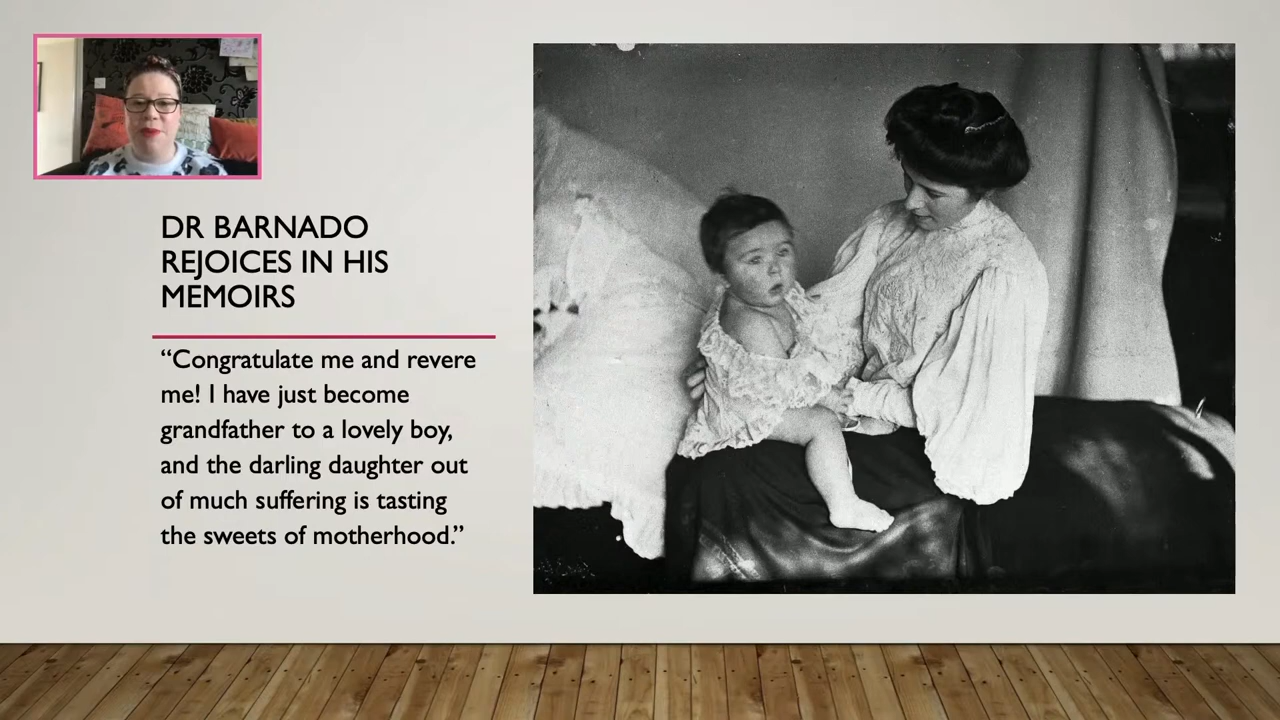 DR BARNADO
REJOICES IN HIS
MEMOIRS
“Congratulate me and revere
me! I have just become
grandfather to a lovely boy,
and the darling daughter out
of much suffering is tasting
the sweets of motherhood.”